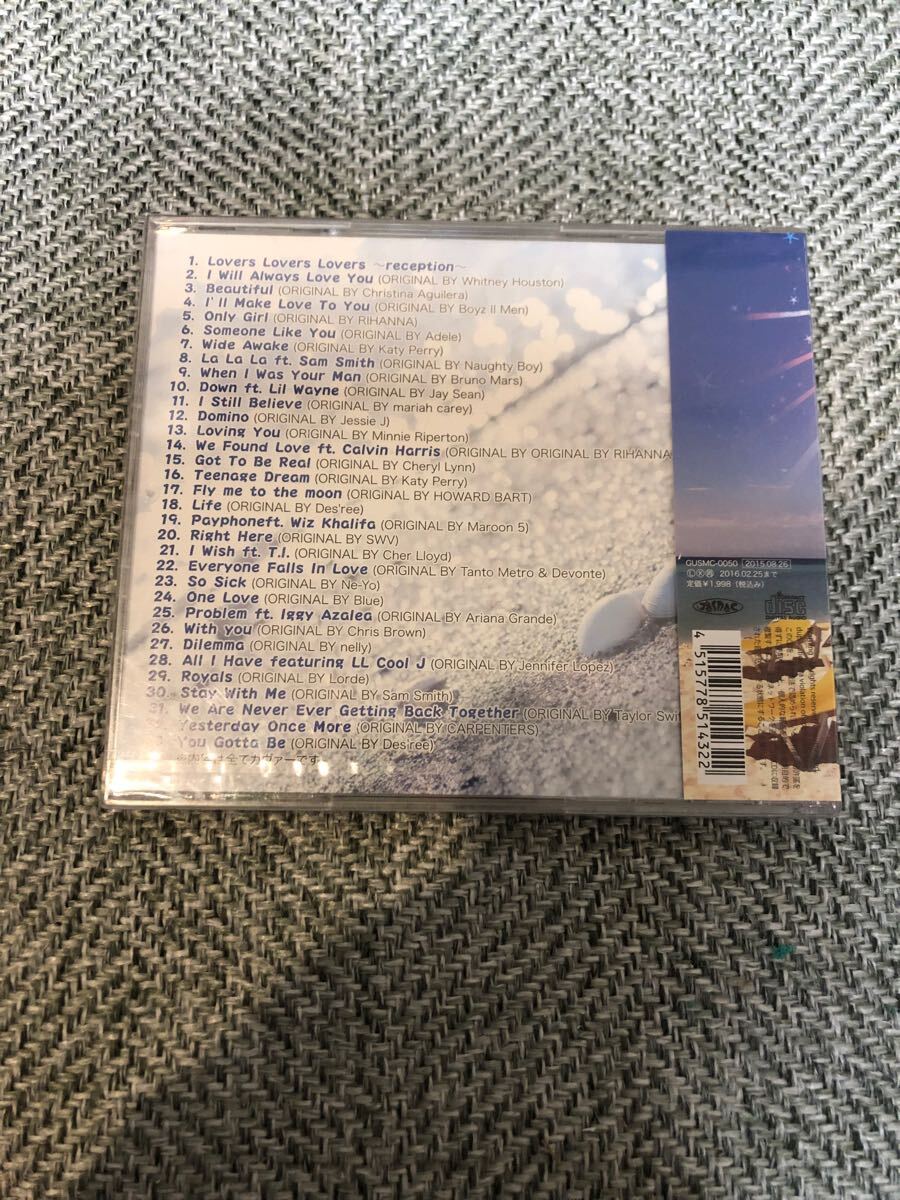 1. Lovers Lovers Lovers ~reception~
2. I Will Always Love You (ORIGINAL BY Whitney Houston)
3. Beautiful (ORIGINAL BY Christina Aguilera)
4. I'll Make Love To You (ORIGINAL BY Boyz II Men)
5. Only Girl (ORIGINAL BY RIHANNA)
6. Someone Like You (ORIGINAL BY Adele)
7. Wide Awake (ORIGINAL BY Katy Perry)
8. La La La ft. Sam Smith (ORIGINAL BY Naughty Boy)
9. When I Was Your Man (ORIGINAL BY Bruno Mars)
10. Down ft. Lil Wayne (ORIGINAL BY Jay Sean)
11. I Still Believe (ORIGINAL BY mariah carey)
12. Domino (ORIGINAL BY Jessie J)
13. Loving You (ORIGINAL BY Minnie Riperton)
14. We Found Love ft. Calvin Harris (ORIGINAL BY ORIGINAL BY RIHANNA
15. Got To Be Real (ORIGINAL BY Cheryl Lynn)
16. Teenage Dream (ORIGINAL BY Katy Perry)
17. Fly me to the moon (ORIGINAL BY HOWARD BART)
18. Life (ORIGINAL BY Des'ree)
19. Payphoneft. Wiz Khalifa (ORIGINAL BY Maroon 5)
20. Right Here (ORIGINAL BY SWV)
21. I Wish ft. T.I. (ORIGINAL BY Cher Lloyd)
22. Everyone Falls In Love (ORIGINAL BY Tanto Metro & Devonte)
23. So Sick (ORIGINAL BY Ne-Yo)
24. One Love (ORIGINAL BY Blue)
25. Problem ft. Iggy Azalea (ORIGINAL BY Ariana Grande)
26. With you (ORIGINAL BY Chris Brown)
27. Dilemma (ORIGINAL BY nelly)
28. All I Have featuring LL Cool J (ORIGINAL BY Jennifer Lopez)
29. Royals (ORIGINAL BY Lorde)
30. Stay With Me (ORIGINAL BY Sam Smith)
31. We Are Never Ever Getting Back Together (ORIGINAL BY Taylor Swi
Yesterday Once More (ORIGINAL BY CARPENTERS)
You Gotta Be (ORIGINAL BY Des'ree)
は全てカヴァーです。
GUSMC-0050 2015.08.26
2016.02.25まで
定価¥1,998(税込み)
JASRAC
DISC
4 515778 514322